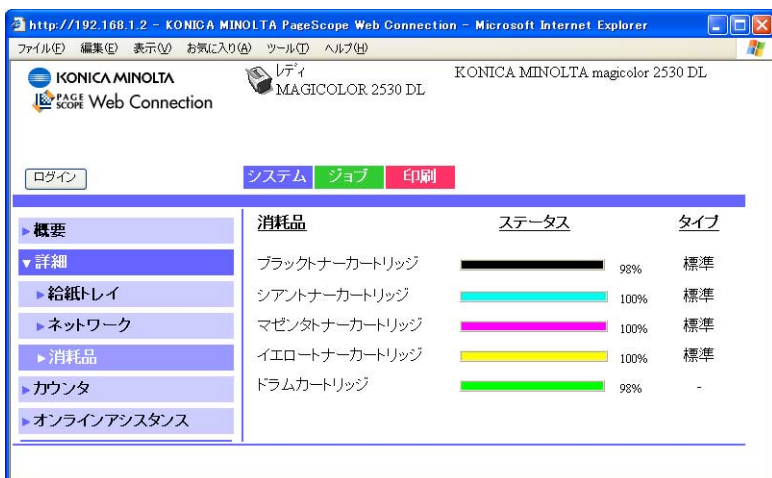 http://192.168.1.2 - KONICA MINOLTA PageScope Web Connection - Microsoft Internet Explorer
ファイル(F) 編集(E) 表示(V) お気に入り(A) ツール(T) ヘルプ(H)
KONICA MINOLTA
PAGE SCOPE Web Connection
レディ
MAGICOLOR 2530 DL
KONICA MINOLTA magicolor 2530 DL
ログイン
システム ジョブ 印刷
概要
詳細
給紙トレイ
ネットワーク
消耗品
カウンタ
オンラインアシスタンス
消耗品 ステータス タイプ
ブラックトナーカートリッジ 98% 標準
シアントナーカートリッジ 100% 標準
マゼンタトナーカートリッジ 100% 標準
イエロートナーカートリッジ 100% 標準
ドラムカートリッジ 98% -